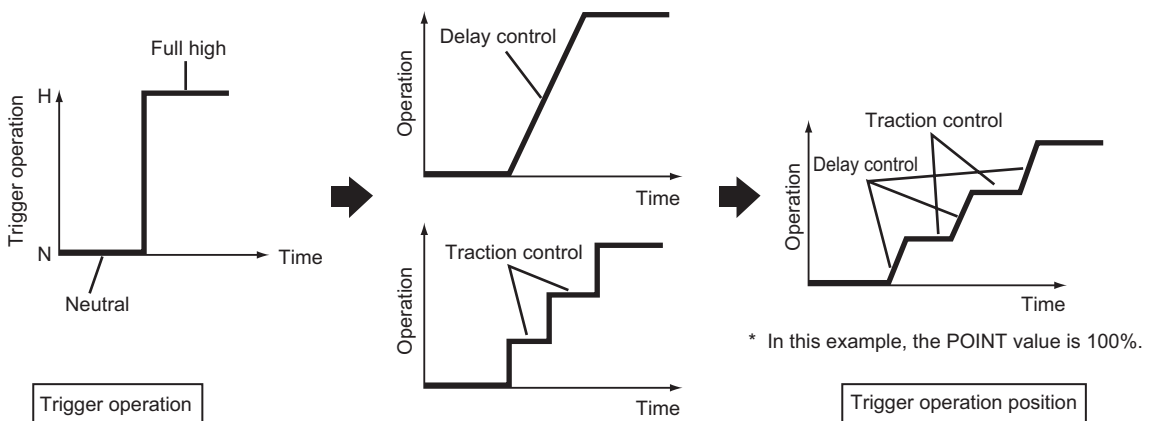 Full high
H
Trigger operation
N
Time
Neutral
Trigger operation
Delay control
Operation
Time
Traction control
Operation
Time
Traction control
Delay control
Operation
Time
* In this example, the POINT value is 100%.
Trigger operation position